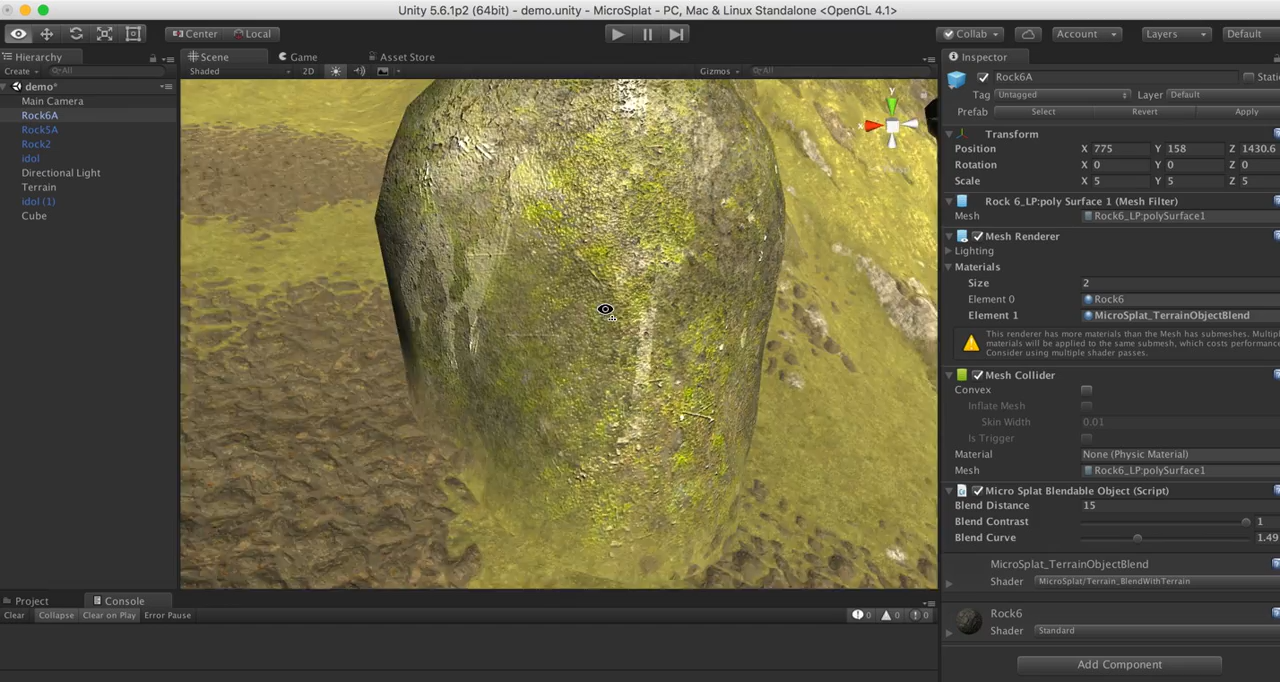 Unity 5.6.1p2 (64bit) - demo.unity - MicroSplat - PC, Mac & Linux Standalone <OpenGL 4.1>
Center Local Collab Account Layers Default
Hierarchy Scene Game Asset Store Inspector
Create All Shaded 2D Gizmos All
demo*
Main Camera
Rock6A
Rock5A
Rock2
idol
Directional Light
Terrain
idol (1)
Cube
y
x
Rock6A Stati
Tag Untagged Layer Default
Prefab Select Revert Apply
Transform
Position X 775 Y 158 Z 1430.6
Rotation X 0 Y 0 Z 0
Scale X 5 Y 5 Z 5
Rock 6_LP:poly Surface 1 (Mesh Filter)
Mesh Rock6_LP:polySurface1
Mesh Renderer
Lighting
Materials
Size 2
Element 0 Rock6
Element 1 MicroSplat_TerrainObjectBlend
This renderer has more materials than the Mesh has submeshes. Multip
materials will be applied to the same submesh, which costs performance
Consider using multiple shader passes.
Mesh Collider
Convex
Inflate Mesh
Skin Width 0.01
Is Trigger
Material None (Physic Material)
Mesh Rock6_LP:polySurface1
Micro Splat Blendable Object (Script)
Blend Distance 15
Blend Contrast 1
Blend Curve 1.49
MicroSplat_TerrainObjectBlend
Shader MicroSplat/Terrain_BlendWithTerrain
Rock6
Shader Standard
Add Component
Project Console
Clear Collapse Clear on Play Error Pause 0 0 0